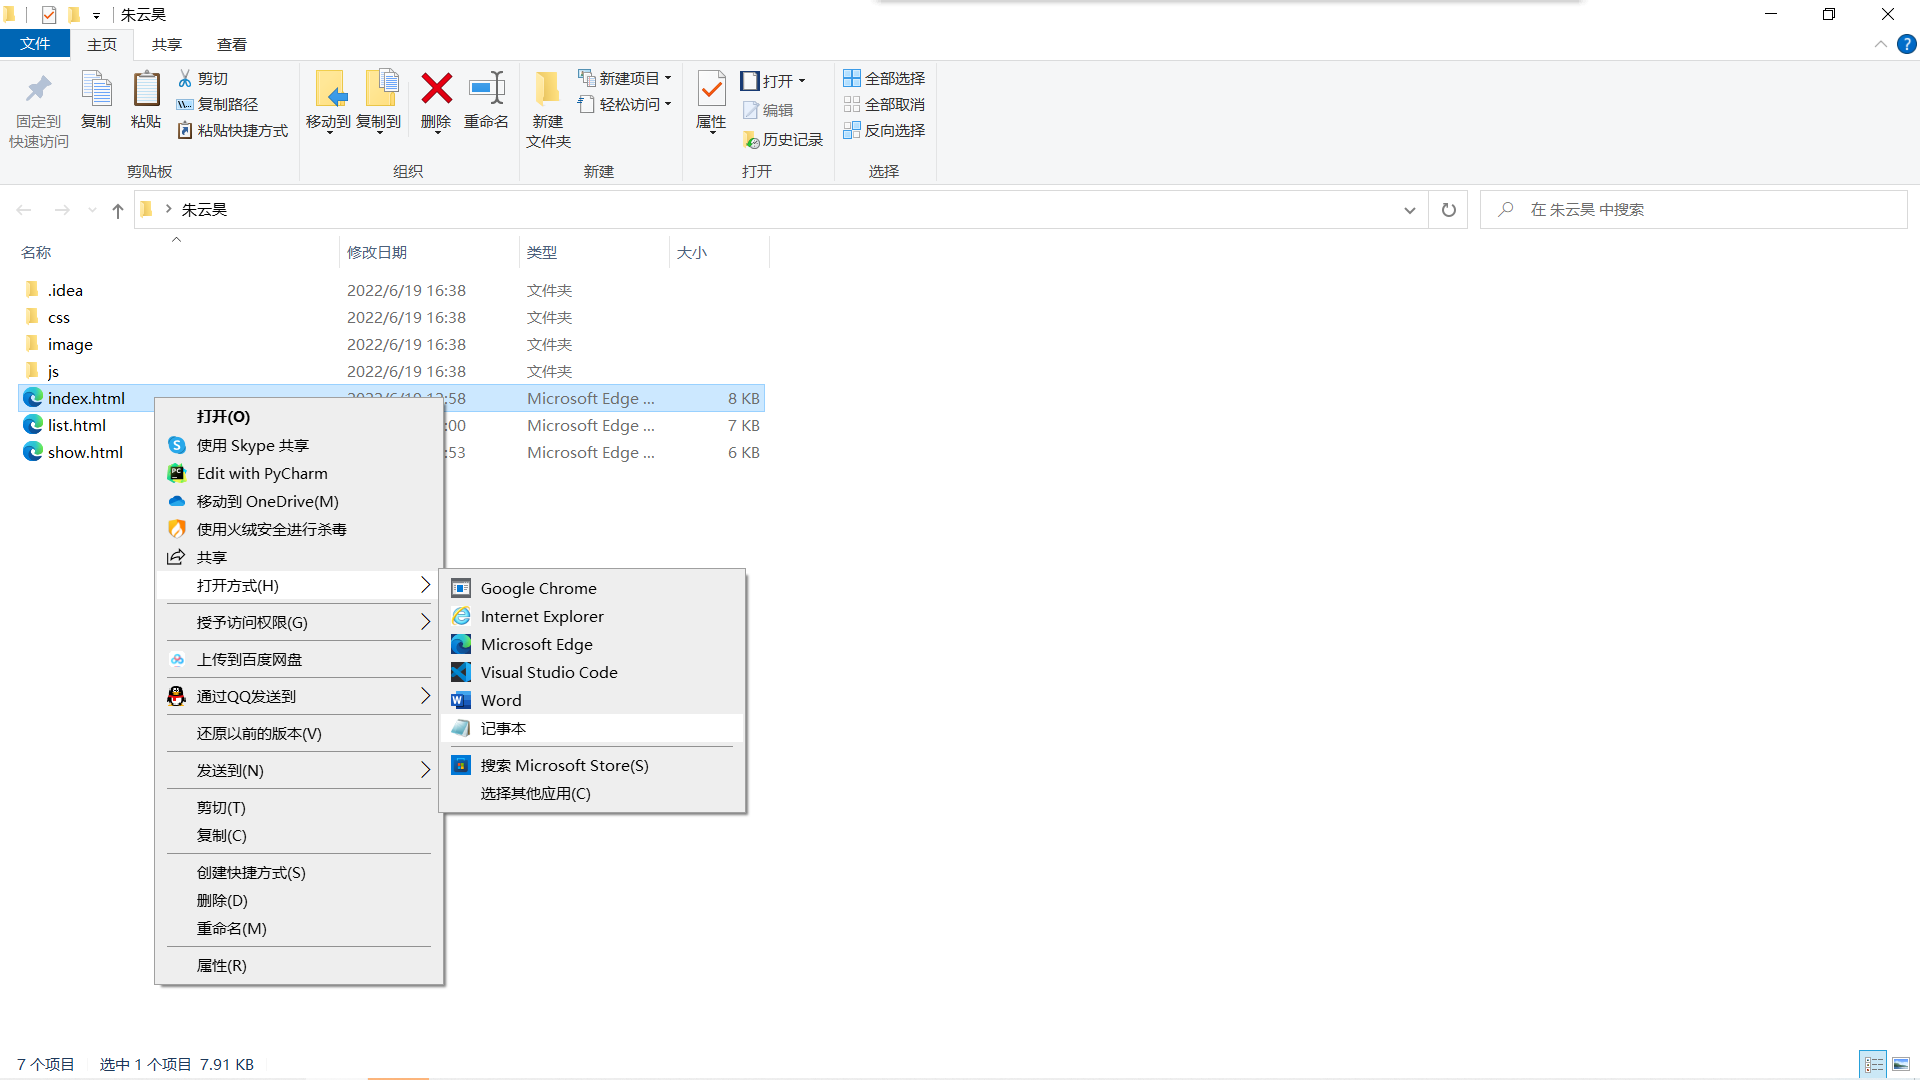 朱云昊
文件 主页 共享 查看
固定到
快速访问
复制
粘贴
剪切
复制路径
粘贴快捷方式
剪贴板
移动到 复制到 删除 重命名
组织
新建
文件夹
新建项目
轻松访问
新建
属性
打开
编辑
历史记录
打开
全部选择
全部取消
反向选择
选择
朱云昊
在 朱云昊 中搜索
名称 修改日期 类型 大小
.idea 2022/6/19 16:38 文件夹
css 2022/6/19 16:38 文件夹
image 2022/6/19 16:38 文件夹
js 2022/6/19 16:38 文件夹
index.html :58 Microsoft Edge ... 8 KB
list.html :00 Microsoft Edge ... 7 KB
show.html :53 Microsoft Edge ... 6 KB
打开(O)
使用 Skype 共享
Edit with PyCharm
移动到 OneDrive(M)
使用火绒安全进行杀毒
共享
打开方式(H)
授予访问权限(G)
上传到百度网盘
通过QQ发送到
还原以前的版本(V)
发送到(N)
剪切(T)
复制(C)
创建快捷方式(S)
删除(D)
重命名(M)
属性(R)
Google Chrome
Internet Explorer
Microsoft Edge
Visual Studio Code
Word
记事本
搜索 Microsoft Store(S)
选择其他应用(C)
7 个项目 选中 1 个项目 7.91 KB